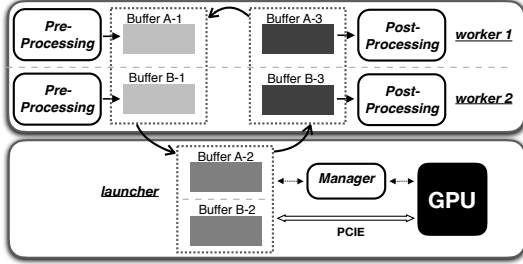 Pre-
Processing
Buffer A-1
Buffer A-3
Post-
Processing
worker 1
Pre-
Processing
Buffer B-1
Buffer B-3
Post-
Processing
worker 2
launcher
Buffer A-2
Buffer B-2
Manager
PCIE
GPU